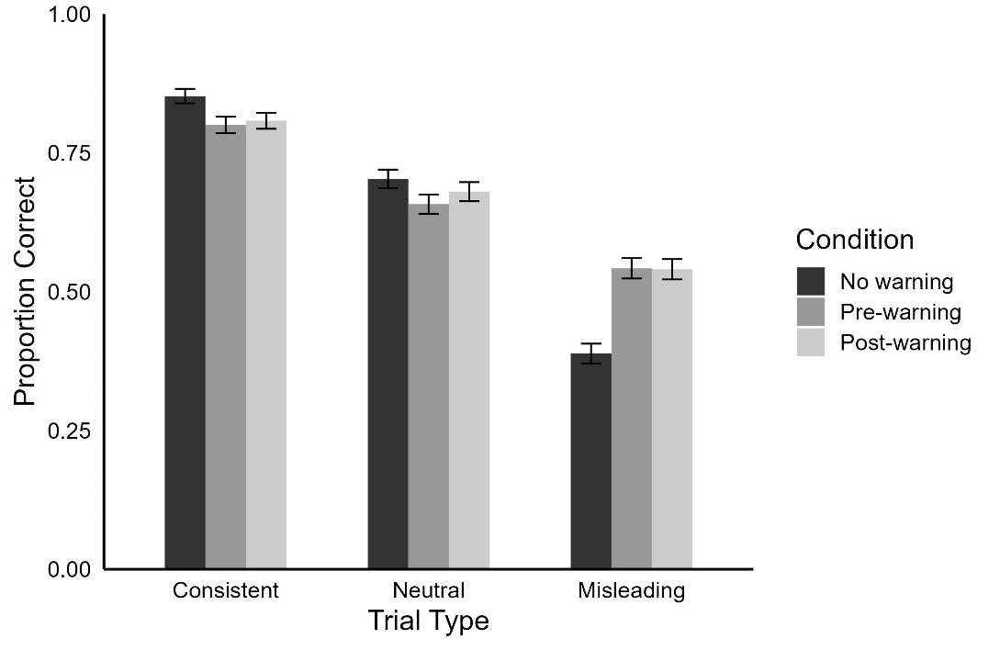 1.00
0.75
0.50
0.25
0.00
Proportion Correct
Consistent
Neutral
Misleading
Trial Type
Condition
No warning
Pre-warning
Post-warning